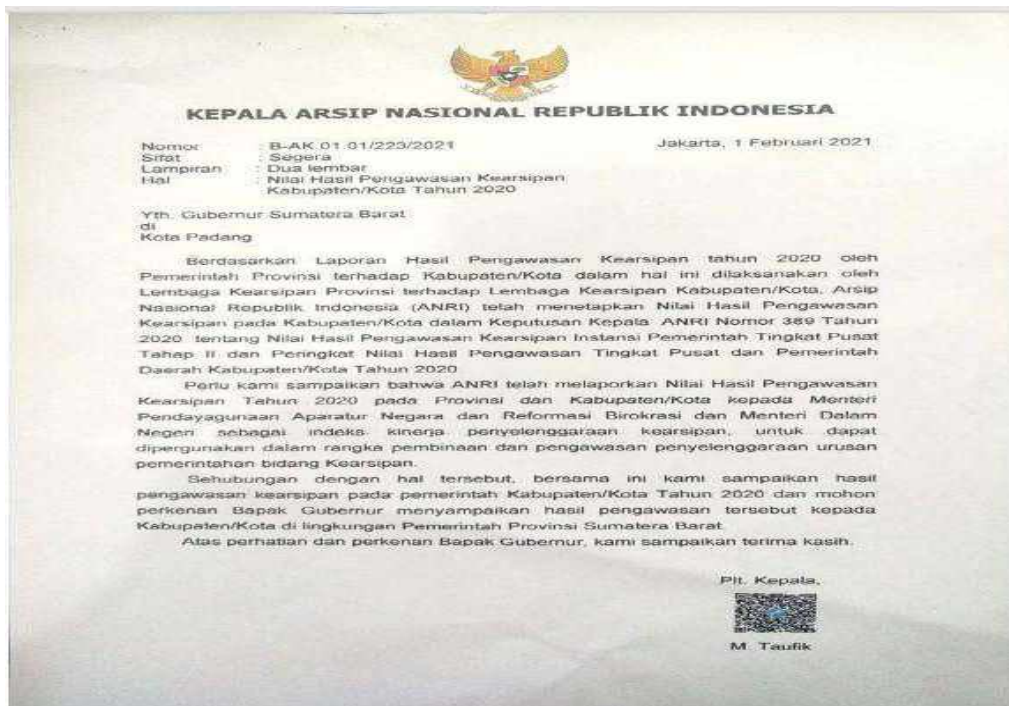 KEPALA ARSIP NASIONAL REPUBLIK INDONESIA
Nomor : B-AK.01.01/223/2021 Jakarta, 1 Februari 2021
Sifat : Segera
Lampiran : Dua lembar
Hal : Nilai Hasil Pengawasan Kearsipan
Kabupaten/Kota Tahun 2020
Yth. Gubernur Sumatera Barat
di
Kota Padang
Berdasarkan Laporan Hasil Pengawasan Kearsipan tahun 2020 oleh
Pemerintah Provinsi terhadap Kabupaten/Kota dalam hal ini dilaksanakan oleh
Lembaga Kearsipan Provinsi terhadap Lembaga Kearsipan Kabupaten/Kota, Arsip
Nasional Republik Indonesia (ANRI) telah menetapkan Nilai Hasil Pengawasan
Kearsipan pada Kabupaten/Kota dalam Keputusan Kepala ANRI Nomor 389 Tahun
2020 tentang Nilai Hasil Pengawasan Kearsipan Instansi Pemerintah Tingkat Pusat
Tahap II dan Peringkat Nilai Hasil Pengawasan Tingkat Pusat dan Pemerintah
Daerah Kabupaten/Kota Tahun 2020
Perlu kami sampaikan bahwa ANRI telah melaporkan Nilai Hasil Pengawasan
Kearsipan Tahun 2020 pada Provinsi dan Kabupaten/Kota kepada Menteri
Pendayagunaan Aparatur Negara dan Reformasi Birokrasi dan Menteri Dalam
Negeri sebagai indeks kinerja penyelenggaraan kearsipan, untuk dapat
dipergunakan dalam rangka pembinaan dan pengawasan penyelenggaraan urusan
pemerintahan bidang Kearsipan.
Sehubungan dengan hal tersebut, bersama ini kami sampaikan hasil
pengawasan kearsipan pada pemerintah Kabupaten/Kota Tahun 2020 dan mohon
perkenan Bapak Gubernur menyampaikan hasil pengawasan tersebut kepada
Kabupaten/Kota di lingkungan Pemerintah Provinsi Sumatera Barat.
Atas perhatian dan perkenan Bapak Gubernur, kami sampaikan terima kasih.
Plt. Kepala,
M. Taufik